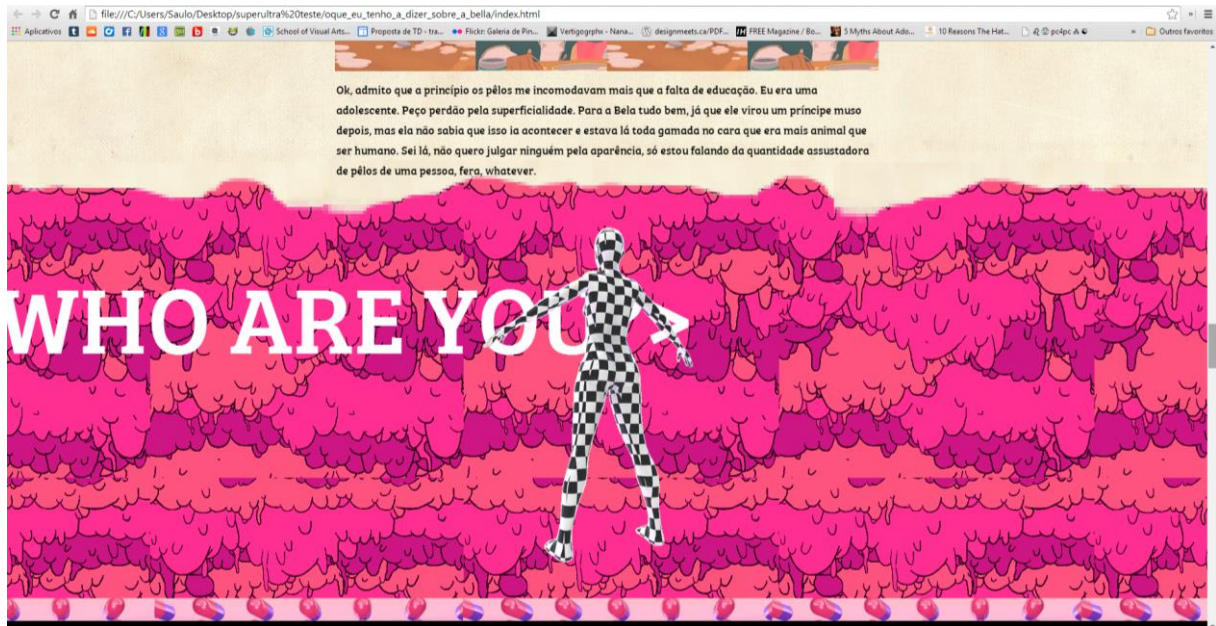 file:///C:/Users/Saulo/Desktop/superultra%20teste/oque_eu_tenho_a_dizer_sobre_a_bella/index.html
Aplicativos School of Visual Arts... Proposta de TD - tra... Flickr: Galeria de Pin... Vertigogrphx - Nana... designmeets.ca/PDF... FREE Magazine / Bo... 5 Myths About Ado... 10 Reasons The Hat... pc4pc Outros favoritos
Ok, admito que a princípio os pêlos me incomodavam mais que a falta de educação. Eu era uma
adolescente. Peço perdão pela superficialidade. Para a Bela tudo bem, já que ele virou um príncipe muso
depois, mas ela não sabia que isso ia acontecer e estava lá toda gamada no cara que era mais animal que
ser humano. Sei lá, não quero julgar ninguém pela aparência, só estou falando da quantidade assustadora
de pêlos de uma pessoa, fera, whatever.
WHO ARE YOU >